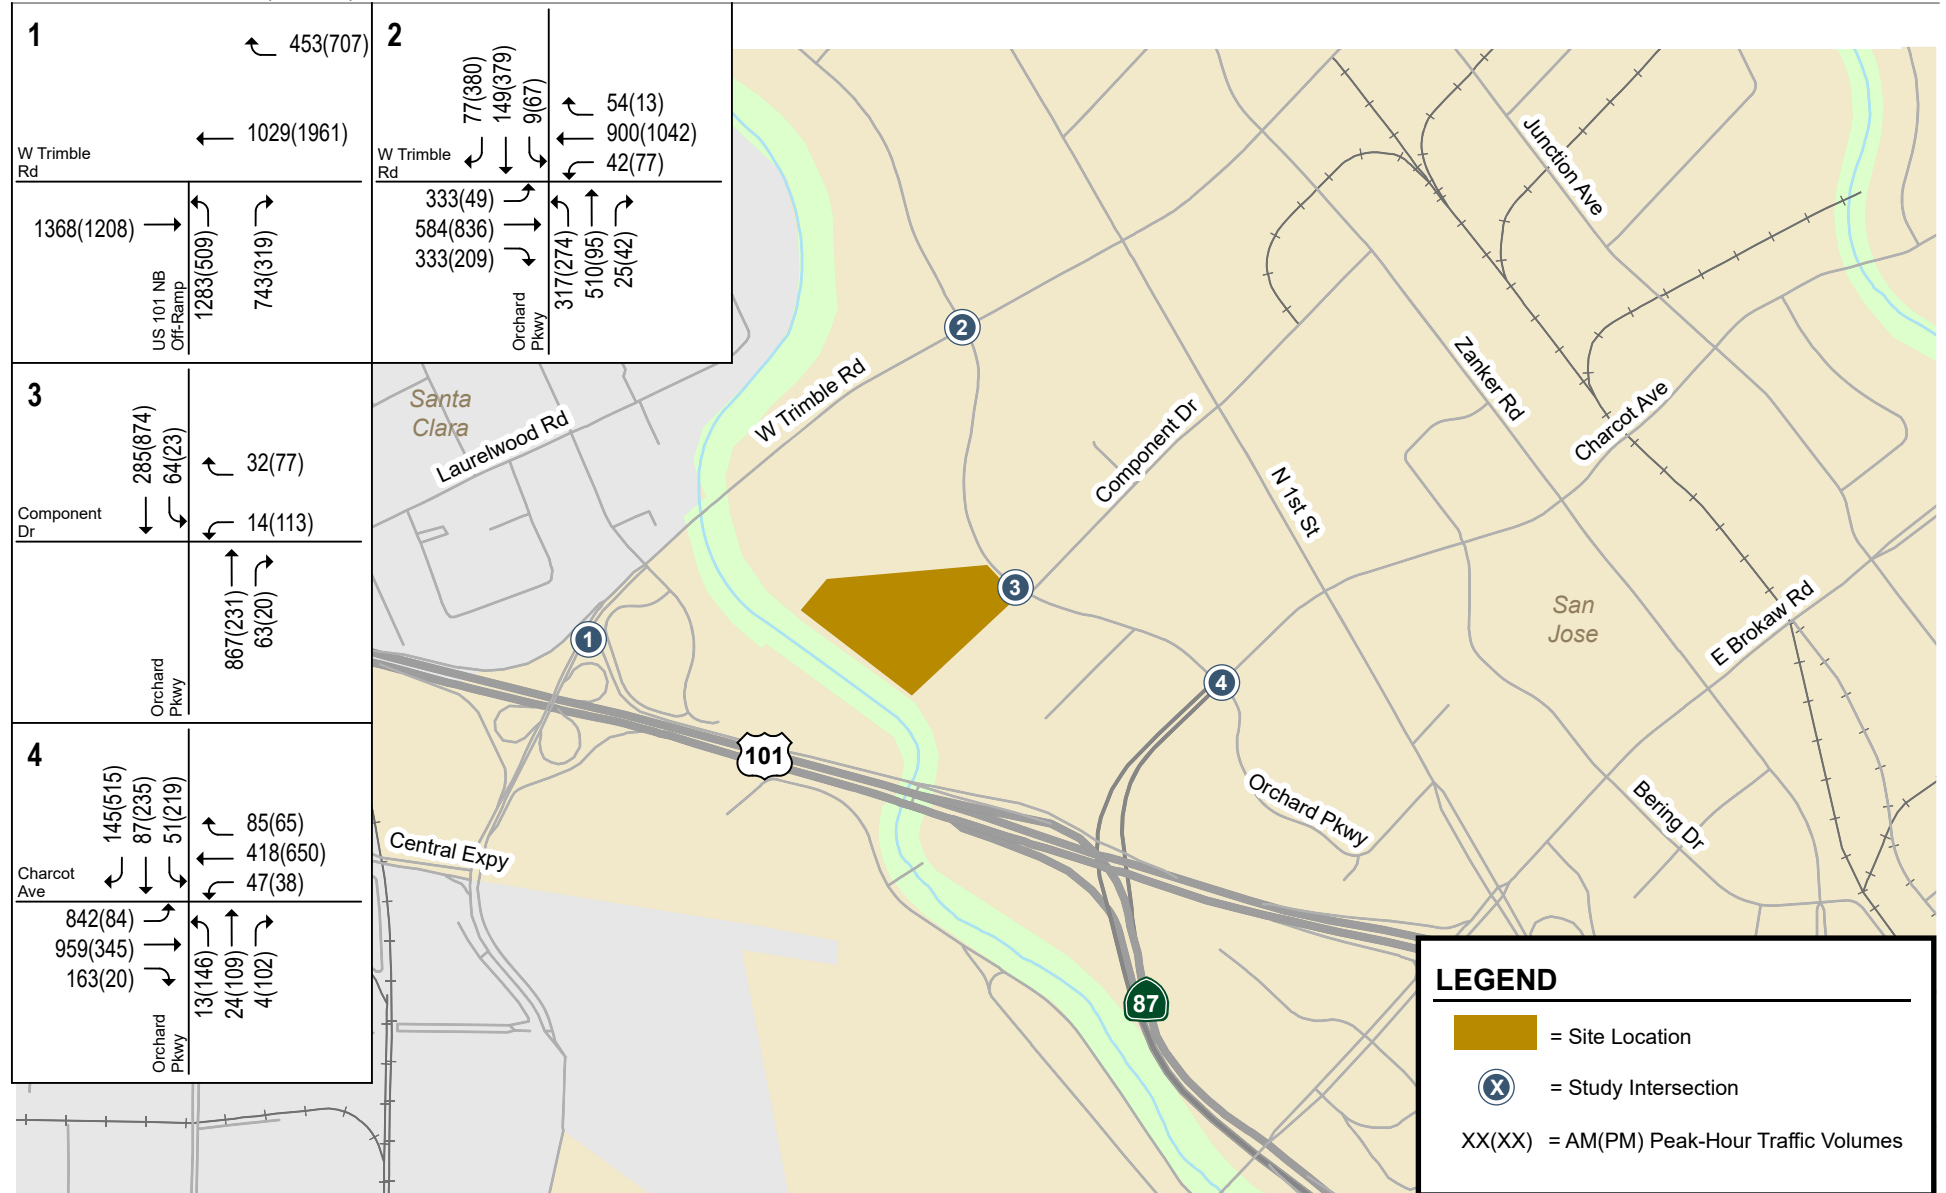 1
453(707)
1029(1961)
W Trimble
Rd
1368(1208)
US 101 NB
Off-Ramp
1283(509)
743(319)
2
77(380)
149(379)
9(67)
54(13)
900(1042)
42(77)
W Trimble
Rd
333(49)
584(836)
333(209)
Orchard
Pkwy
317(274)
510(95)
25(42)
3
285(874)
64(23)
32(77)
14(113)
Component
Dr
867(231)
63(20)
Orchard
Pkwy
4
145(515)
87(235)
51(219)
85(65)
418(650)
47(38)
Charcot
Ave
842(84)
959(345)
163(20)
13(146)
24(109)
4(102)
Orchard
Pkwy
Santa
Clara
Laurelwood Rd
W Trimble Rd
2
Component Dr
N 1st St
Junction Ave
Zanker Rd
Charcot Ave
3
1
4
San
Jose
E Brokaw Rd
101
Orchard Pkwy
Bering Dr
Central Expy
87
LEGEND
= Site Location
X = Study Intersection
XX(XX) = AM(PM) Peak-Hour Traffic Volumes